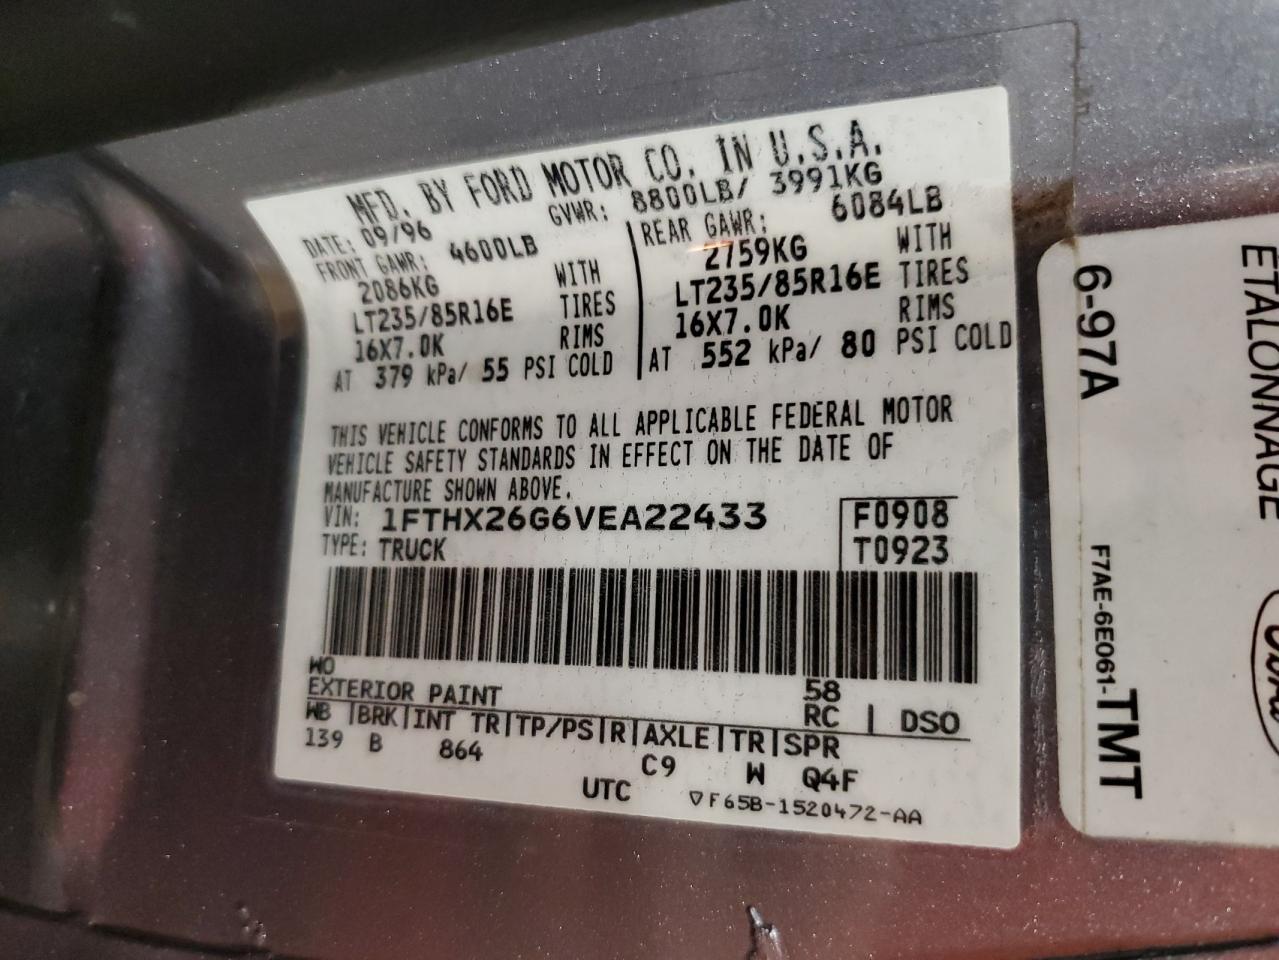 MFD. BY FORD MOTOR CO. IN U.S.A.
DATE: 09/96 GVWR: 8800LB/ 3991KG
FRONT GAWR: 4600LB REAR GAWR: 6084LB
2086KG WITH 2759KG WITH
LT235/85R16E TIRES LT235/85R16E TIRES
16X7.0K RIMS 16X7.0K RIMS
AT 379 kPa/ 55 PSI COLD AT 552 kPa/ 80 PSI COLD
THIS VEHICLE CONFORMS TO ALL APPLICABLE FEDERAL MOTOR
VEHICLE SAFETY STANDARDS IN EFFECT ON THE DATE OF
MANUFACTURE SHOWN ABOVE.
VIN: 1FTHX26G6VEA22433 F0908
TYPE: TRUCK T0923
WO 58
EXTERIOR PAINT RC DSO
WB BRK INT TR TP/PS R AXLE TR SPR
139 B 864 C9 W Q4F
UTC ▽F65B-1520472-AA
ETALONNAGE
6-97A
F7AE-6E061-TMT
Ford